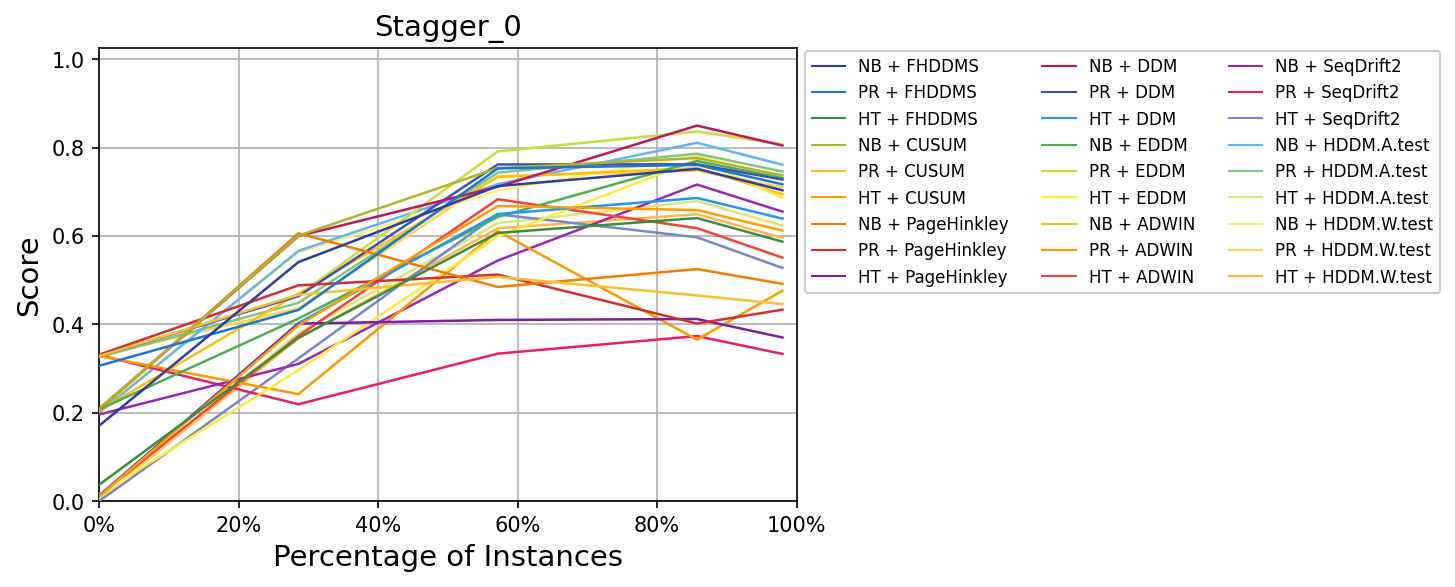 Stagger_0
Score
1.0
0.8
0.6
0.4
0.2
0.0
0% 20% 40% 60% 80% 100%
Percentage of Instances
NB + FHDDMS
PR + FHDDMS
HT + FHDDMS
NB + CUSUM
PR + CUSUM
HT + CUSUM
NB + PageHinkley
PR + PageHinkley
HT + PageHinkley
NB + DDM
PR + DDM
HT + DDM
NB + EDDM
PR + EDDM
HT + EDDM
NB + ADWIN
PR + ADWIN
HT + ADWIN
NB + SeqDrift2
PR + SeqDrift2
HT + SeqDrift2
NB + HDDM.A.test
PR + HDDM.A.test
HT + HDDM.A.test
NB + HDDM.W.test
PR + HDDM.W.test
HT + HDDM.W.test